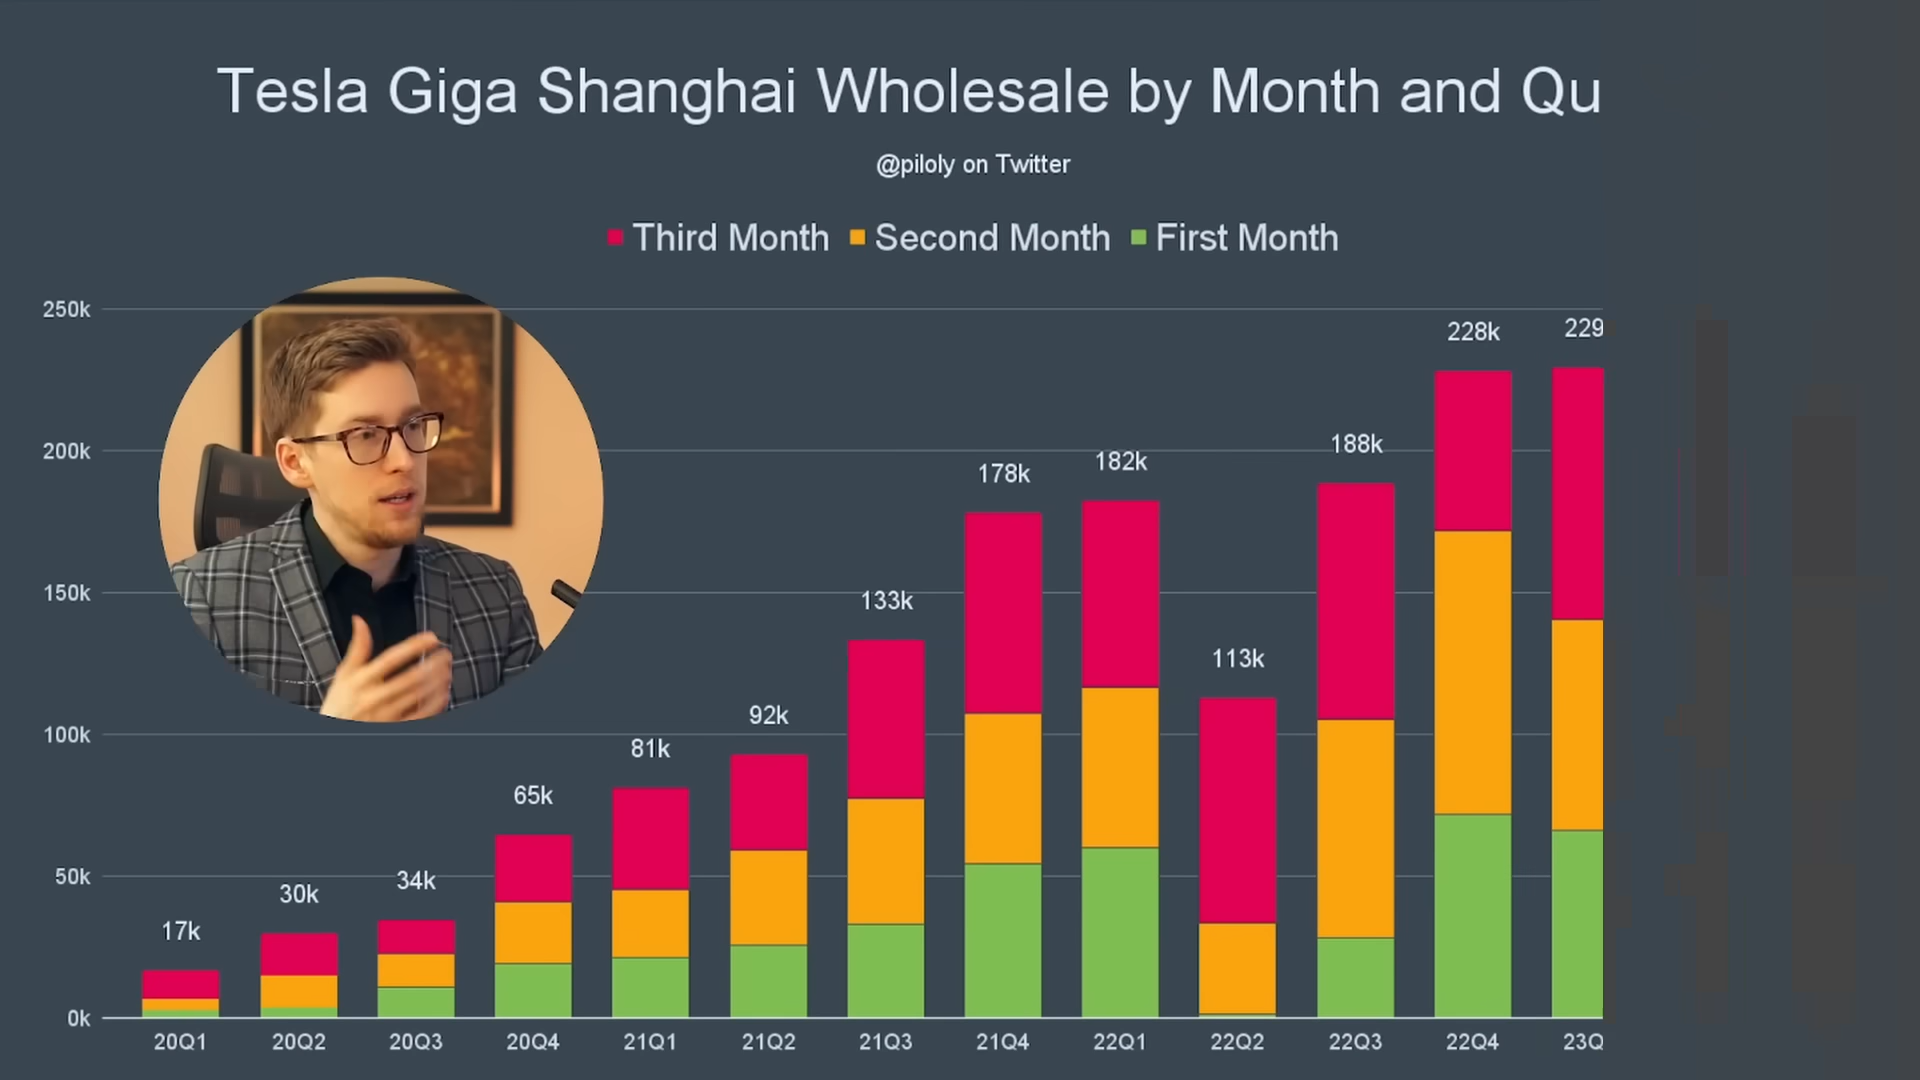 Tesla Giga Shanghai Wholesale by Month and Qu
@piloly on Twitter
Third Month Second Month First Month
250k
200k
150k
100k
50k
0k
17k
30k
34k
65k
81k
92k
133k
178k
182k
113k
188k
228k
229
20Q1 20Q2 20Q3 20Q4 21Q1 21Q2 21Q3 21Q4 22Q1 22Q2 22Q3 22Q4 23Q